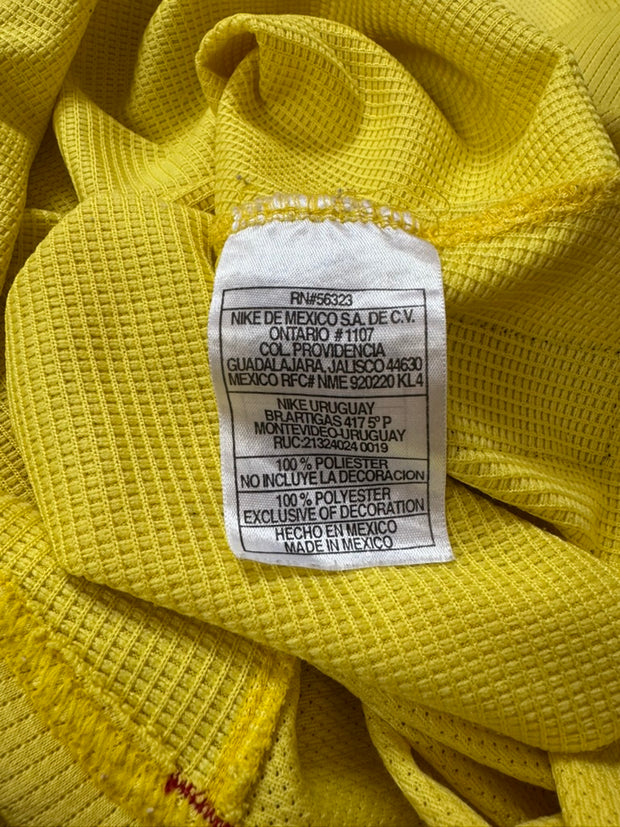 RN#56323
NIKE DE MEXICO S.A. DE C.V.
ONTARIO #1107
COL. PROVIDENCIA
GUADALAJARA, JALISCO 44630
MEXICO RFC# NME 920220 KL4
NIKE URUGUAY
BR.ARTIGAS 417 5º P
MONTEVIDEO-URUGUAY
RUC:21324024 0019
100 % POLIESTER
NO INCLUYE LA DECORACION
100 % POLYESTER
EXCLUSIVE OF DECORATION
HECHO EN MEXICO
MADE IN MEXICO